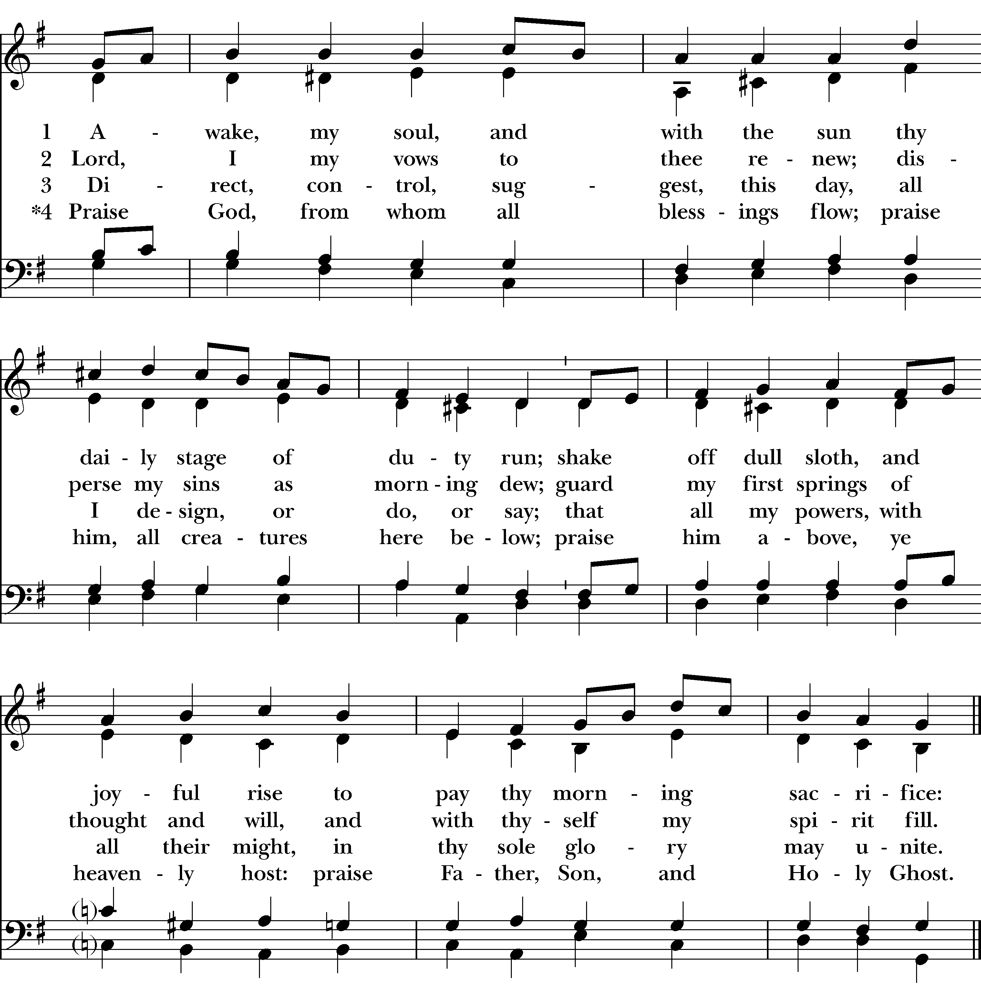 1 A - wake, my soul, and with the sun thy
2 Lord, I my vows to thee re - new; dis -
3 Di - rect, con - trol, sug - gest, this day, all
*4 Praise God, from whom all bless - ings flow; praise
dai - ly stage of du - ty run; shake off dull sloth, and
perse my sins as morn - ing dew; guard my first springs of
I de - sign, or do, or say; that all my powers, with
him, all crea - tures here be - low; praise him a - bove, ye
joy - ful rise to pay thy morn - ing sac - ri - fice:
thought and will, and with thy - self my spi - rit fill.
all their might, in thy sole glo - ry may u - nite.
heaven - ly host: praise Fa - ther, Son, and Ho - ly Ghost.